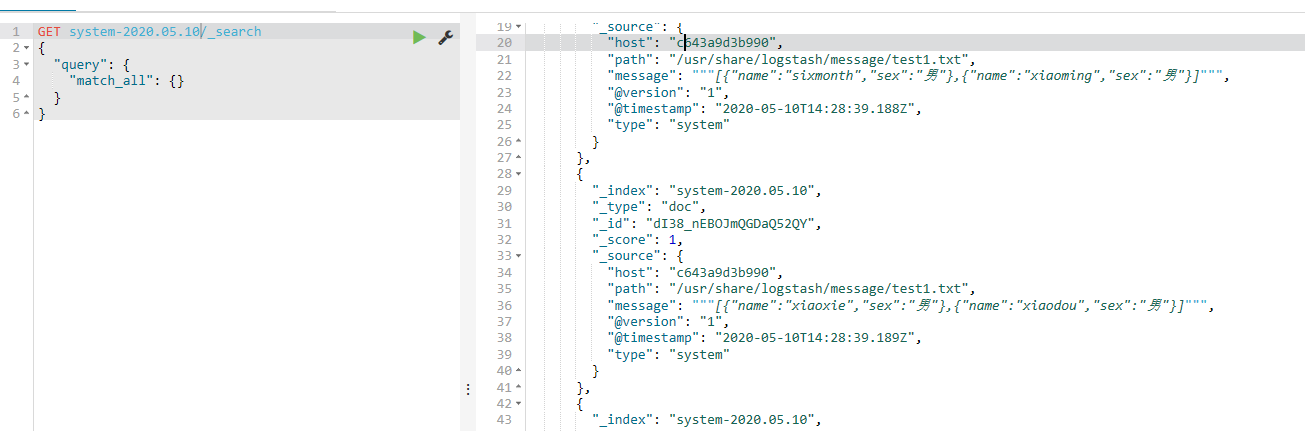 1 GET system-2020.05.10/_search
2 {
3 "query": {
4 "match_all": {}
5 }
6 }
19 "_source": {
20 "host": "c643a9d3b990",
21 "path": "/usr/share/logstash/message/test1.txt",
22 "message": """[{"name":"sixmonth","sex":"男"},{"name":"xiaoming","sex":"男"}]""",
23 "@version": "1",
24 "@timestamp": "2020-05-10T14:28:39.188Z",
25 "type": "system"
26 }
27 },
28 {
29 "_index": "system-2020.05.10",
30 "_type": "doc",
31 "_id": "dI38_nEBOJmQGDaQ52QY",
32 "_score": 1,
33 "_source": {
34 "host": "c643a9d3b990",
35 "path": "/usr/share/logstash/message/test1.txt",
36 "message": """[{"name":"xiaoxie","sex":"男"},{"name":"xiaodou","sex":"男"}]""",
37 "@version": "1",
38 "@timestamp": "2020-05-10T14:28:39.189Z",
39 "type": "system"
40 }
41 },
42 {
43 "_index": "system-2020.05.10",